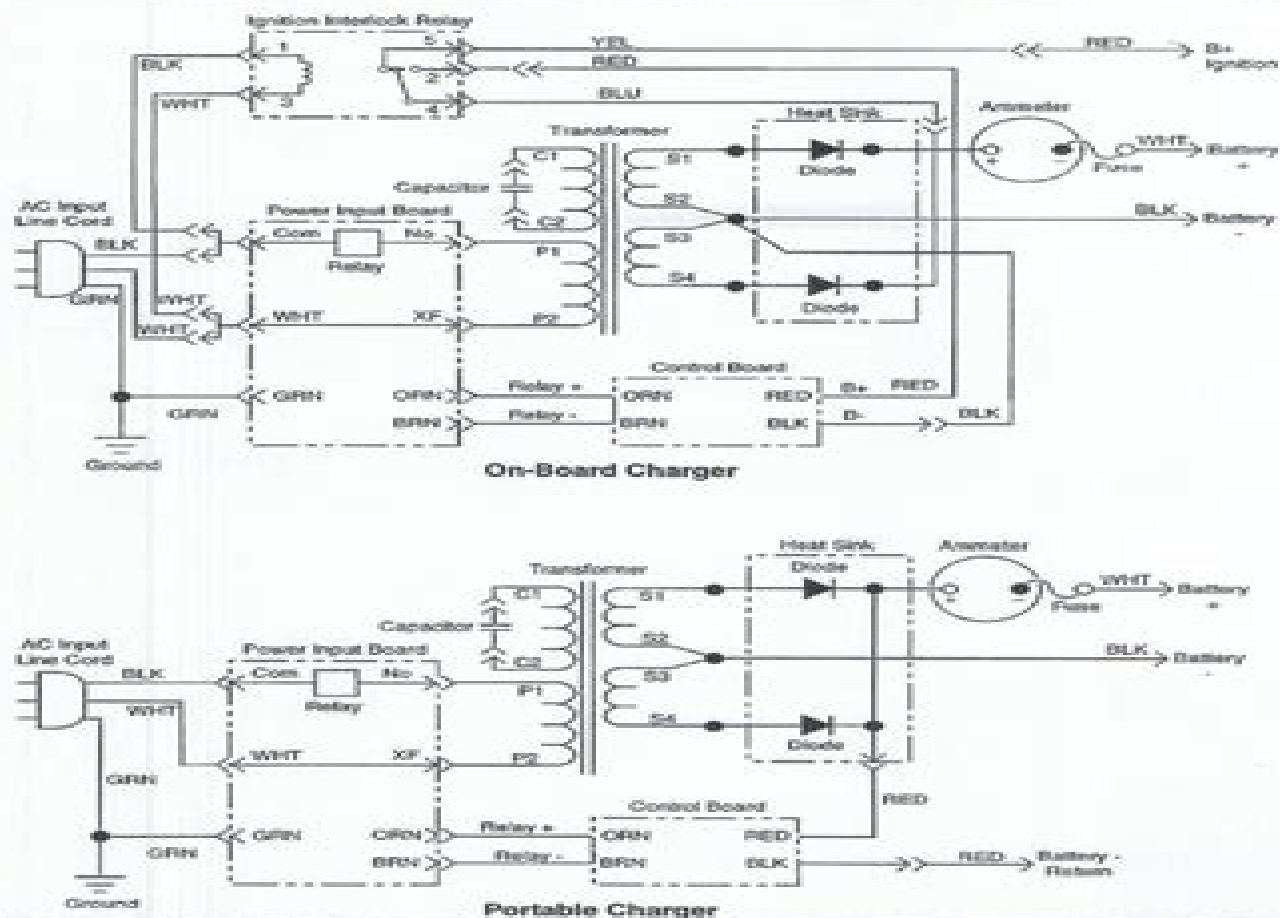 Ignition Interlock Relay
1
5
YEL
RED
B+
Ignition
BLK
2
RED
WHT
3
4
BLU
Heat Sink
Ammeter
Transformer
C1
S1
Diode
+
-
WHT
Battery
+
Fuse
Capacitor
AC Input
Line Cord
Power Input Board
C2
S2
BLK
Battery
-
BLK
Com
No
P1
S3
Relay
S4
GRN
WHT
Diode
WHT
WHT
XF
P2
Control Board
GRN
GRN
ORN
Relay +
ORN
RED
B+
RED
BRN
Relay -
BRN
BLK
B-
BLK
Ground
On-Board Charger
Heat Sink
Ammeter
Transformer
Diode
C1
S1
+
-
WHT
Battery
+
Fuse
Capacitor
AC Input
Line Cord
Power Input Board
C2
S2
BLK
Battery
-
BLK
Com
No
P1
S3
WHT
Relay
S4
Diode
WHT
XF
P2
GRN
RED
Control Board
GRN
GRN
ORN
Relay +
ORN
RED
BRN
Relay -
BRN
BLK
RED
Battery -
Return
Ground
Portable Charger